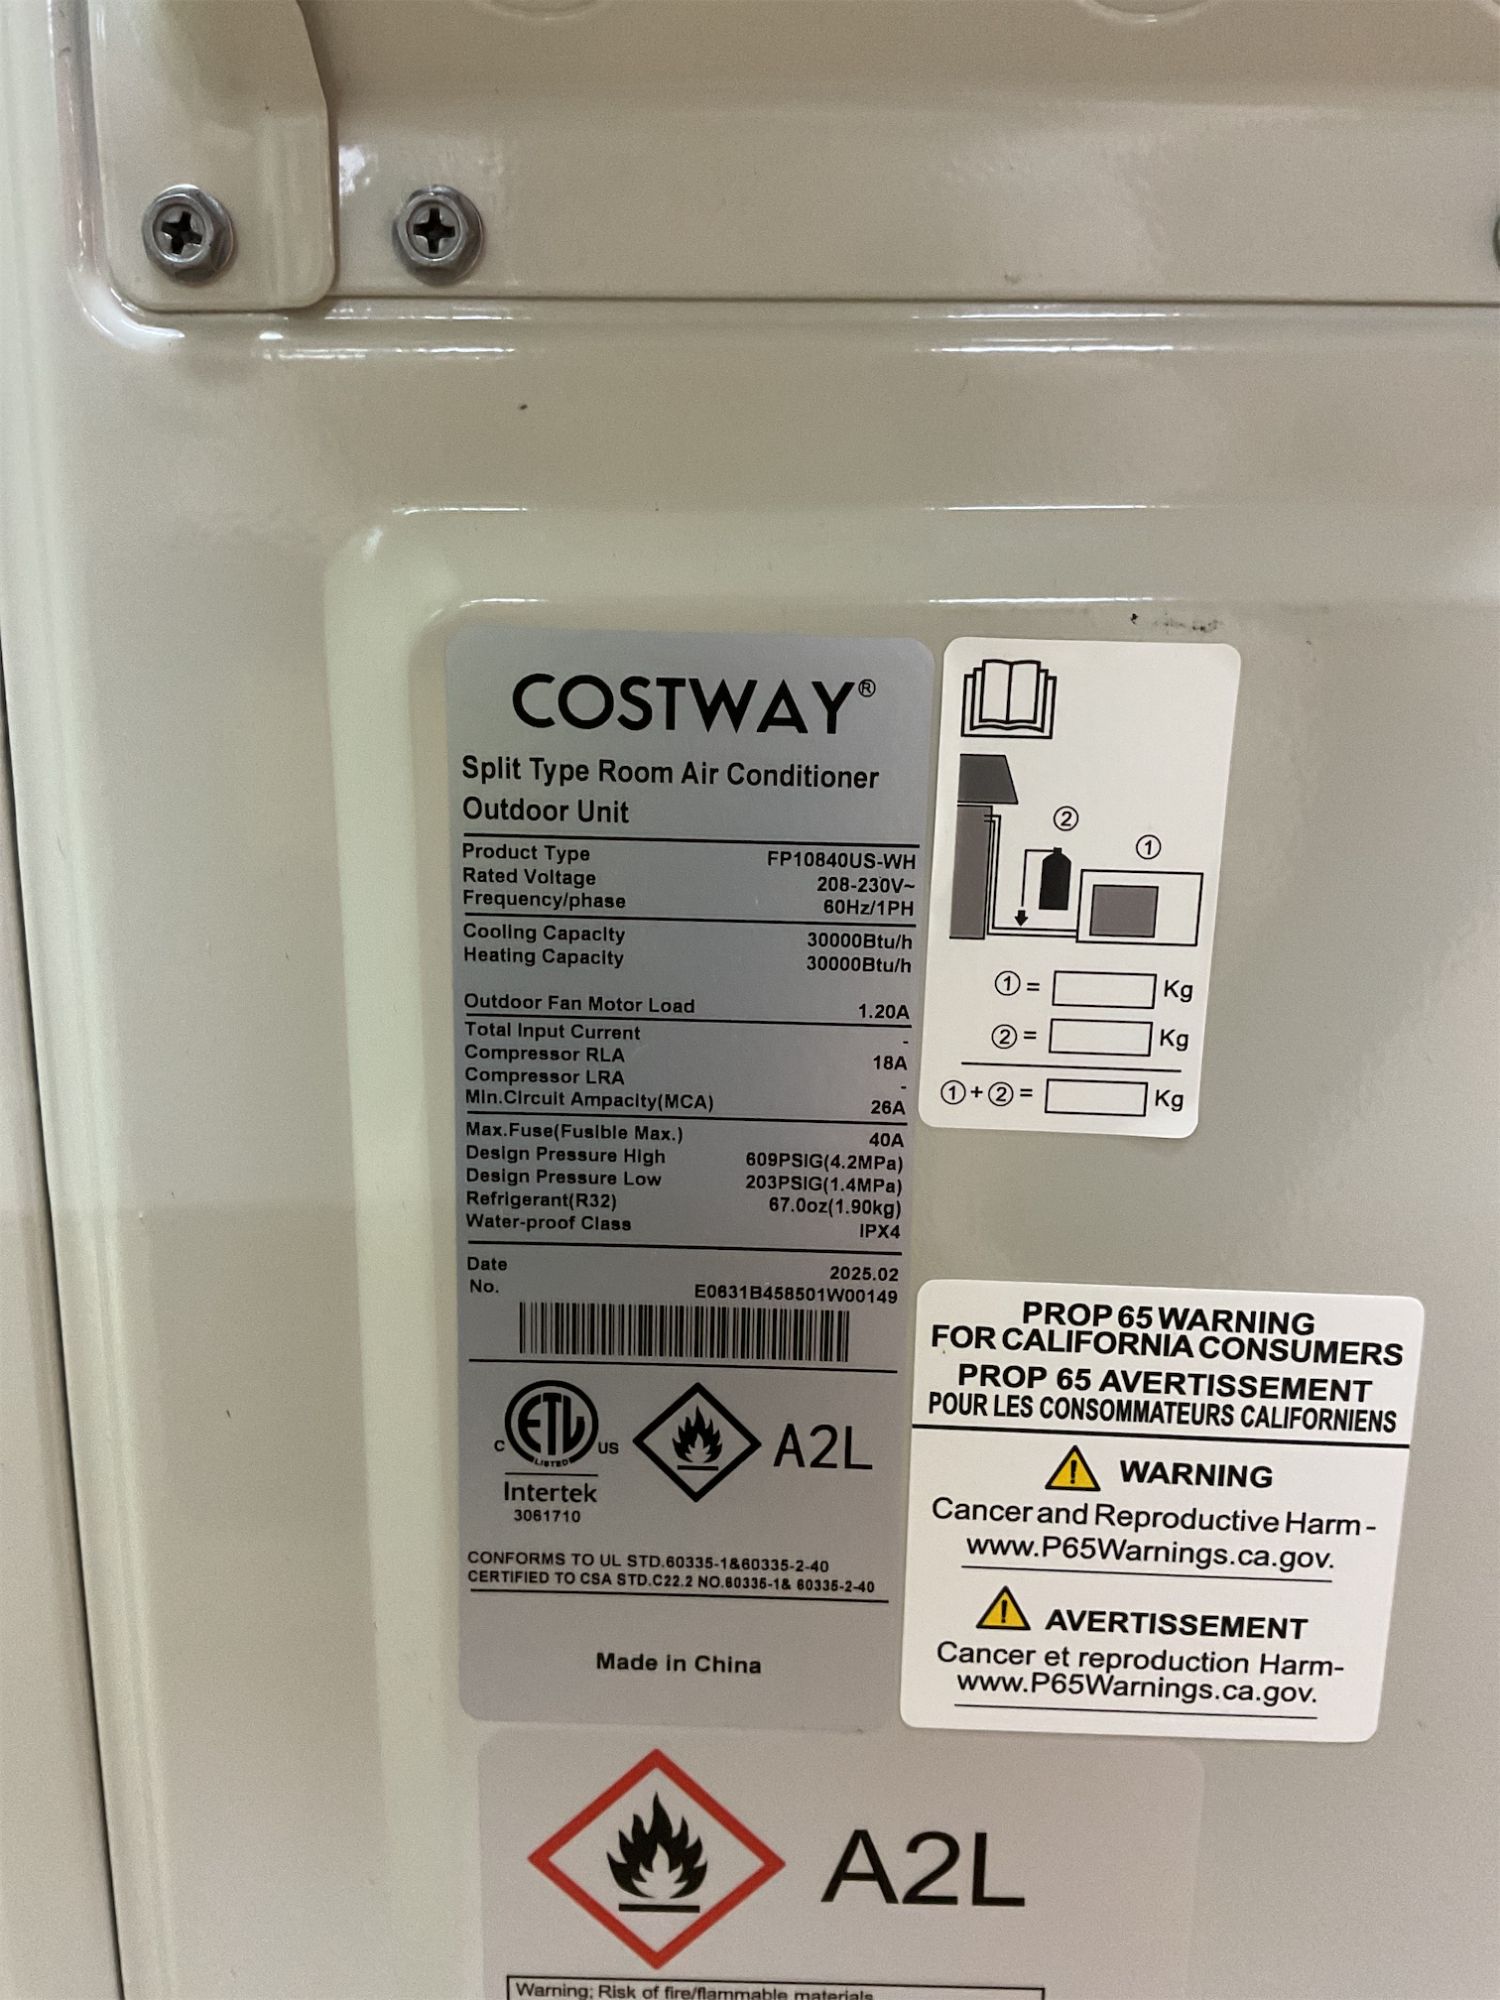 COSTWAY®
Split Type Room Air Conditioner
Outdoor Unit
Product Type FP10840US-WH
Rated Voltage 208-230V~
Frequency/phase 60Hz/1PH
Cooling Capacity 30000Btu/h
Heating Capacity 30000Btu/h
Outdoor Fan Motor Load 1.20A
Total Input Current -
Compressor RLA 18A
Compressor LRA -
Min.Circuit Ampacity(MCA) 26A
Max.Fuse(Fusible Max.) 40A
Design Pressure High 609PSIG(4.2MPa)
Design Pressure Low 203PSIG(1.4MPa)
Refrigerant(R32) 67.0oz(1.90kg)
Water-proof Class IPX4
Date 2025.02
No. E0631B458501W00149
C ETL US
LISTED
Intertek
3061710
A2L
CONFORMS TO UL STD.60335-1&60335-2-40
CERTIFIED TO CSA STD.C22.2 NO.60335-1& 60335-2-40
Made in China
②
①
① = Kg
② = Kg
①+②= Kg
PROP 65 WARNING
FOR CALIFORNIA CONSUMERS
PROP 65 AVERTISSEMENT
POUR LES CONSOMMATEURS CALIFORNIENS
! WARNING
Cancer and Reproductive Harm-
www.P65Warnings.ca.gov.
! AVERTISSEMENT
Cancer et reproduction Harm-
www.P65Warnings.ca.gov.
A2L
Warning; Risk of fire/flammable materials